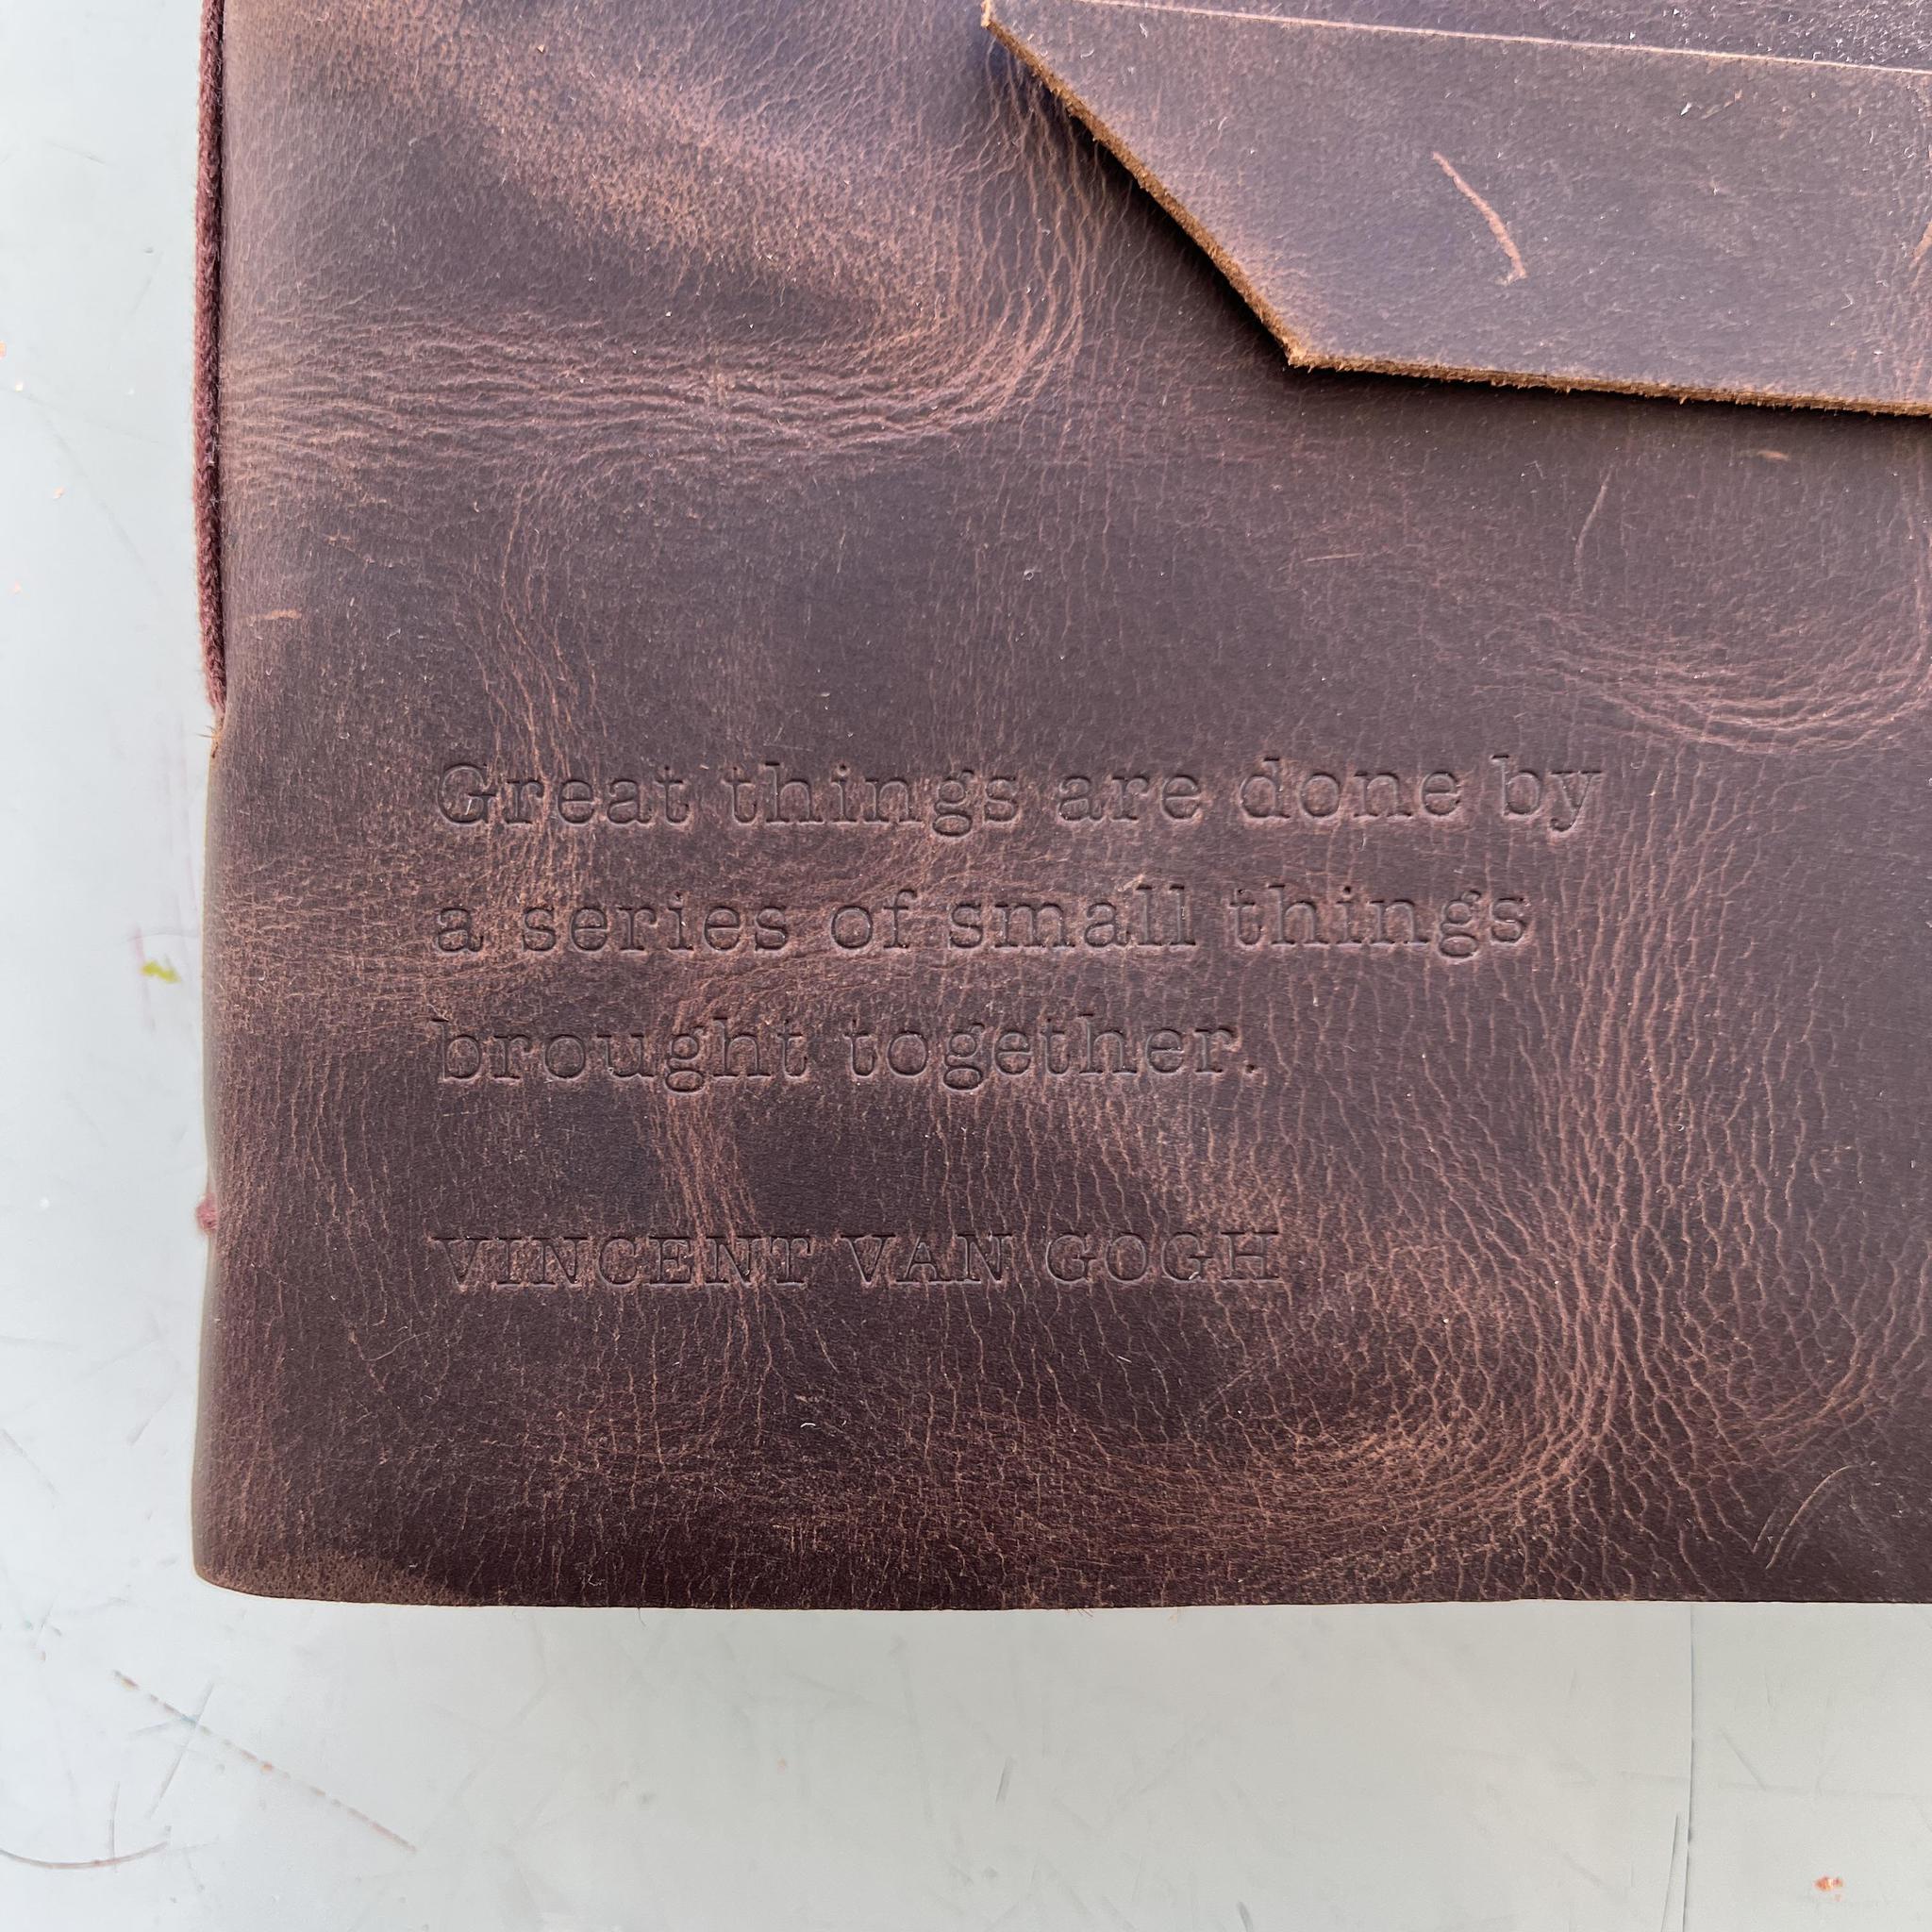 Great things are done by
a series of small things
brought together.
VINCENT VAN GOGH